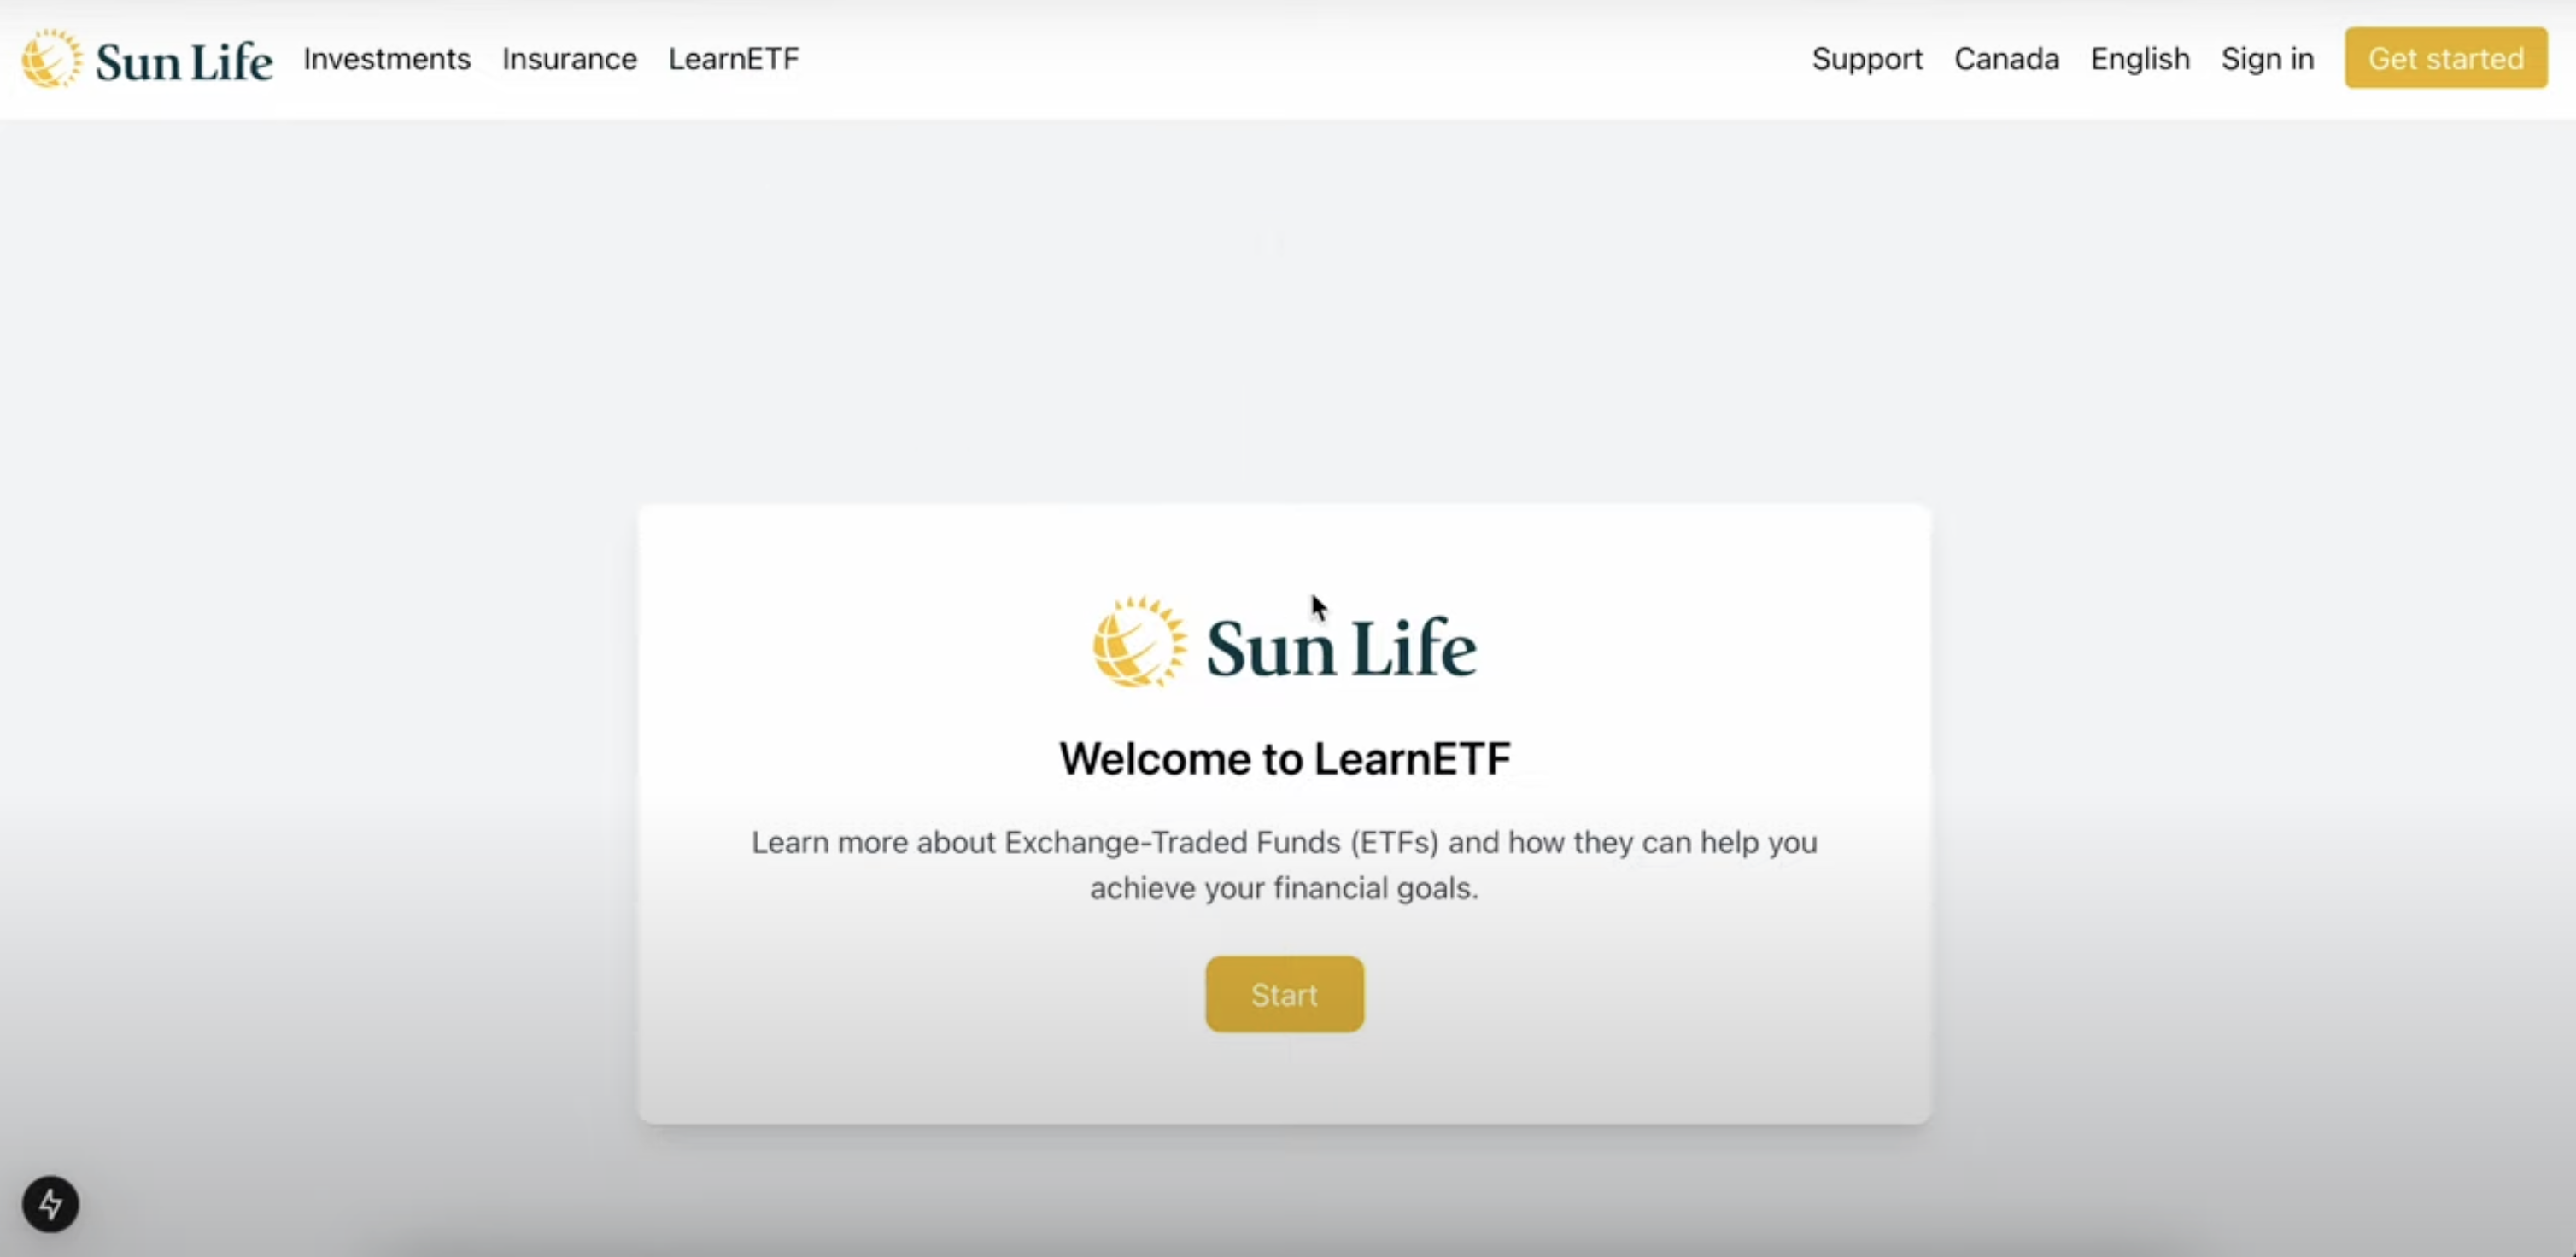 Sun Life Investments Insurance LearnETF Support Canada English Sign in Get started
Sun Life
Welcome to LearnETF
Learn more about Exchange-Traded Funds (ETFs) and how they can help you
achieve your financial goals.
Start